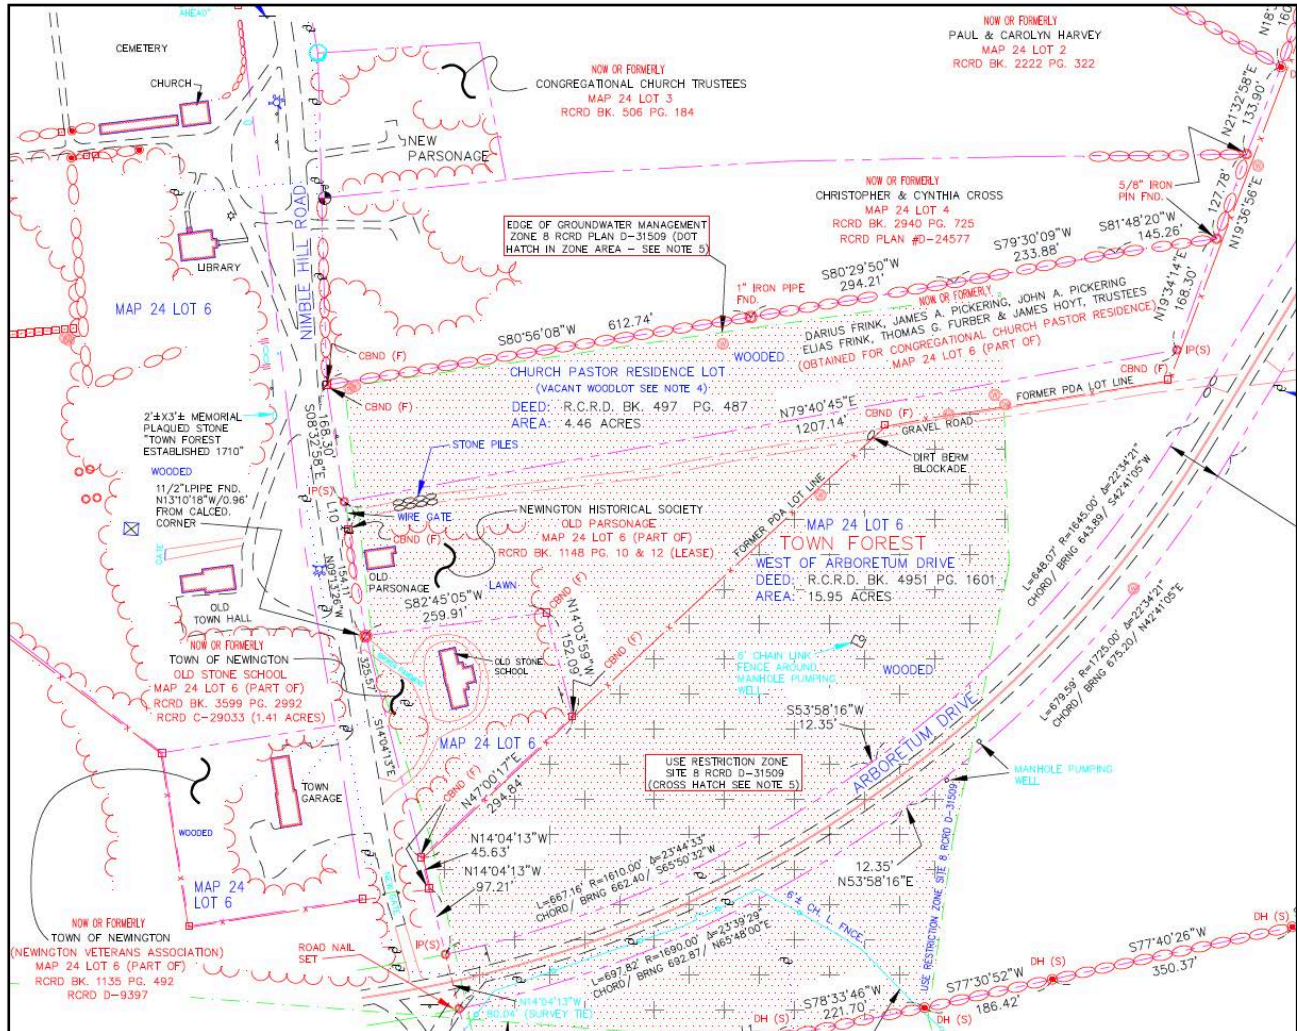 AHEAD"
CEMETERY
CHURCH
NOW OR FORMERLY
CONGREGATIONAL CHURCH TRUSTEES
MAP 24 LOT 3
RCRD BK. 506 PG. 184
NOW OR FORMERLY
PAUL & CAROLYN HARVEY
MAP 24 LOT 2
RCRD BK. 2222 PG. 322
N21°32'58"E
133.90'
NEW
PARSONAGE
NOW OR FORMERLY
CHRISTOPHER & CYNTHIA CROSS
MAP 24 LOT 4
RCRD BK. 2940 PG. 725
RCRD PLAN #D-24577
5/8" IRON
PIN FND.
127.78'
N19°36'56"E
EDGE OF GROUNDWATER MANAGEMENT
ZONE 8 RCRD PLAN D-31509 (DOT
HATCH IN ZONE AREA - SEE NOTE 5)
S81°48'20"W
145.26'
S79°30'09"W
233.88'
S80°29'50"W
294.21'
NIMBLE HILL ROAD
LIBRARY
MAP 24 LOT 6
1" IRON PIPE
FND.
N19°34'14"E
168.30'
NOW OR FORMERLY
DARIUS FRINK, JAMES A. PICKERING, JOHN A. PICKERING
ELIAS FRINK, THOMAS G. FURBER & JAMES HOYT, TRUSTEES
(OBTAINED FOR CONGREGATIONAL CHURCH PASTOR RESIDENCE)
MAP 24 LOT 6 (PART OF)
S80°56'08"W 612.74'
CBND (F)
WOODED
IP(S)
CBND (F)
CHURCH PASTOR RESIDENCE LOT
(VACANT WOODLOT SEE NOTE 4)
DEED: R.C.R.D. BK. 497 PG. 487
AREA: 4.46 ACRES
CBND (F)
N79°40'45"E
1207.14'
FORMER PDA LOT LINE
CBND (F)
GRAVEL ROAD
2'±X3'± MEMORIAL
PLAQUED STONE
"TOWN FOREST
ESTABLISHED 1710"
168.30'
S08°32'58"E
STONE PILES
DIRT BERM
BLOCKADE
WOODED
11/2"I.PIPE FND.
N13°10'18"W/0.96'
FROM CALCED.
CORNER
IP(S)
L10
WIRE GATE
CBND (F)
NEWINGTON HISTORICAL SOCIETY
OLD PARSONAGE
MAP 24 LOT 6 (PART OF)
RCRD BK. 1148 PG. 10 & 12 (LEASE)
FORMER PDA LOT LINE
MAP 24 LOT 6
TOWN FOREST
WEST OF ARBORETUM DRIVE
DEED: R.C.R.D. BK. 4951 PG. 1601
AREA: 15.95 ACRES
L=648.07' R=1645.00' Δ=22°34'21"
CHORD/ BRNG 643.89/ S42°41'05"W
GATE
154.11'
N09°13'26"W
OLD
PARSONAGE
LAWN
S82°45'05"W
259.91'
CBND (F)
OLD
TOWN HALL
N14°03'59"W
152.09'
CBND (F)
L=679.59' R=1725.00' Δ=22°34'21"
CHORD/ BRNG 675.20/ N42°41'05"E
NOW OR FORMERLY
TOWN OF NEWINGTON
OLD STONE SCHOOL
MAP 24 LOT 6 (PART OF)
RCRD BK. 3599 PG. 2992
RCRD C-29033 (1.41 ACRES)
325.57'
S14°04'13"E
OLD STONE
SCHOOL
6' CHAIN LINK
FENCE AROUND
MANHOLE PUMPING
WELL
WOODED
S53°58'16"W
12.35'
ARBORETUM DRIVE
MAP 24 LOT 6
USE RESTRICTION ZONE
SITE 8 RCRD D-31509
(CROSS HATCH SEE NOTE 5)
MANHOLE PUMPING
WELL
CBND (F)
N47°00'17"E
294.84'
TOWN
GARAGE
WOODED
N14°04'13"W
45.63'
N14°04'13"W
97.21'
12.35'
N53°58'16"E
MAP 24
LOT 6
NEW GATE
L=667.16' R=1610.00' Δ=23°44'33"
CHORD/ BRNG 662.40/ S65°50'32"W
6'± CH. L. FNCE.
USE RESTRICTION ZONE SITE 8 RCRD D-31509
NOW OR FORMERLY
TOWN OF NEWINGTON
(NEWINGTON VETERANS ASSOCIATION)
MAP 24 LOT 6 (PART OF)
RCRD BK. 1135 PG. 492
RCRD D-9397
ROAD NAIL
SET
IP(S)
L=697.82' R=1690.00' Δ=23°39'29"
CHORD/ BRNG 692.87/ N65°48'00"E
N14°04'13"W
80.04' (SURVEY TIE)
DH (S)
S77°40'26"W
350.37'
DH (S)
S77°30'52"W
186.42'
S78°33'46"W
221.70'
DH (S)
DH (S)